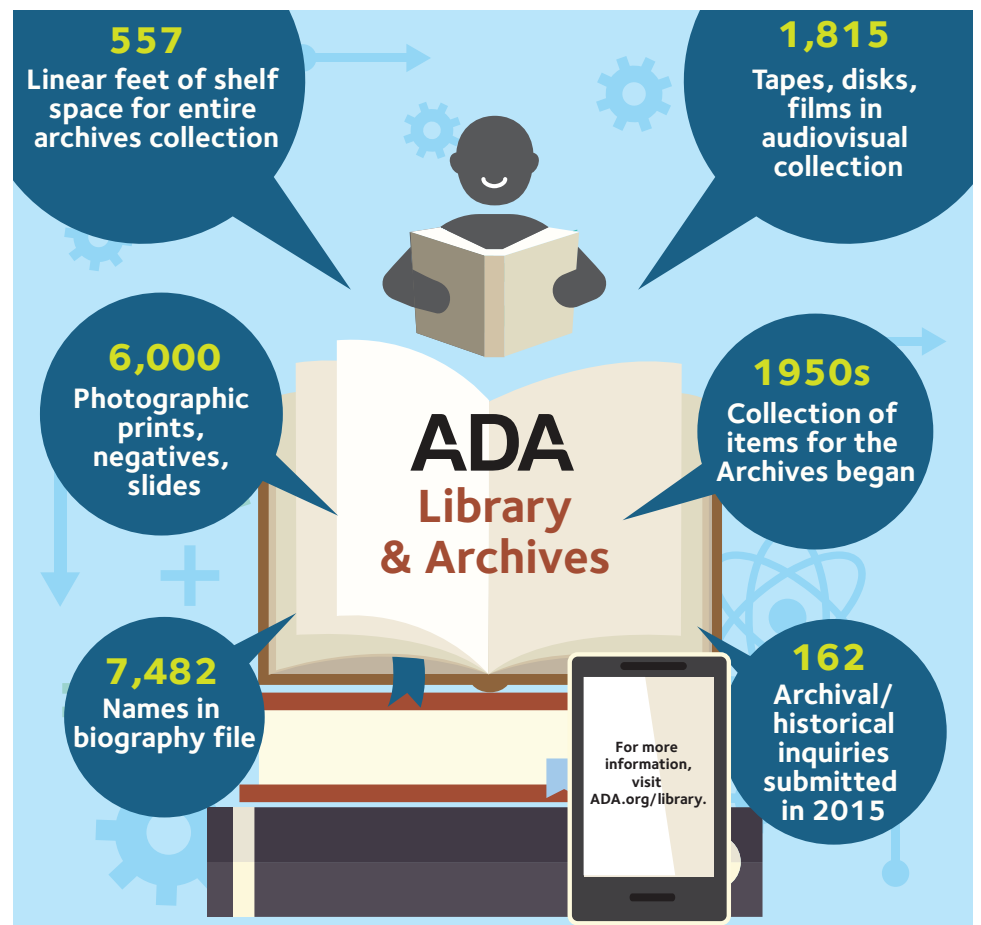 557
Linear feet of shelf
space for entire
archives collection
1,815
Tapes, disks,
films in
audiovisual
collection
6,000
Photographic
prints,
negatives,
slides
1950s
Collection of
items for the
Archives began
ADA
Library
& Archives
7,482
Names in
biography file
162
Archival/
historical
inquiries
submitted
in 2015
For more
information,
visit
ADA.org/library.